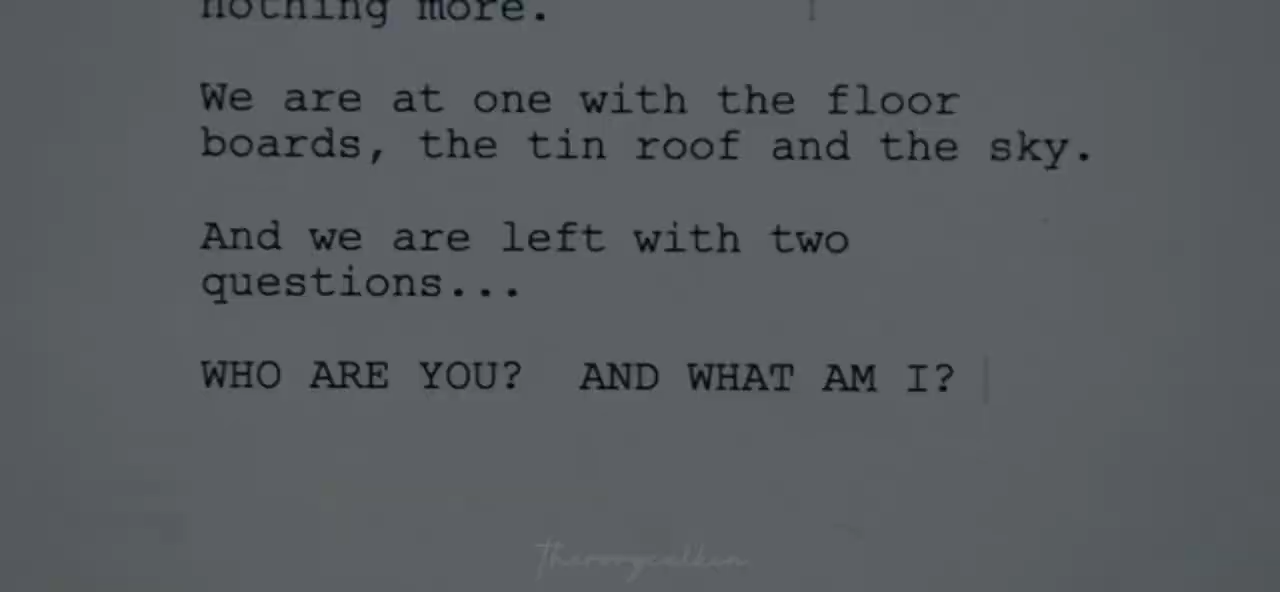 nothing more.
We are at one with the floor
boards, the tin roof and the sky.
And we are left with two
questions...
WHO ARE YOU?  AND WHAT AM I?